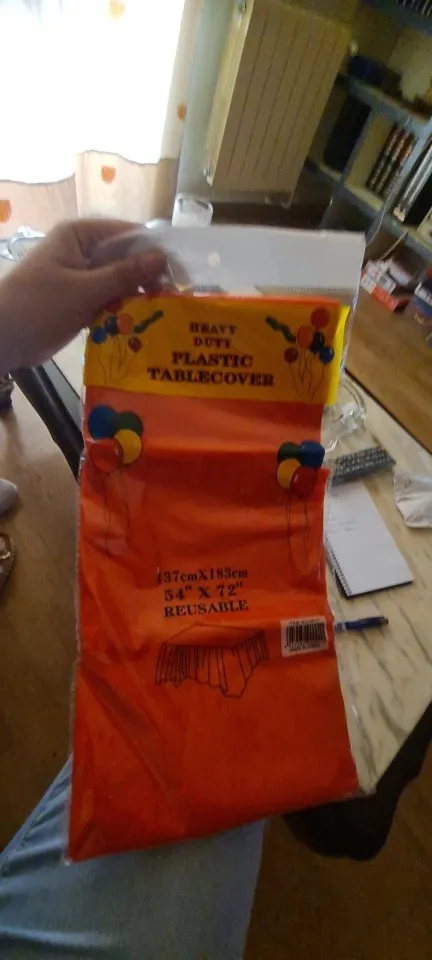 HEAVY
DUTY
PLASTIC
TABLECOVER
137cmX183cm
54" X 72"
REUSABLE